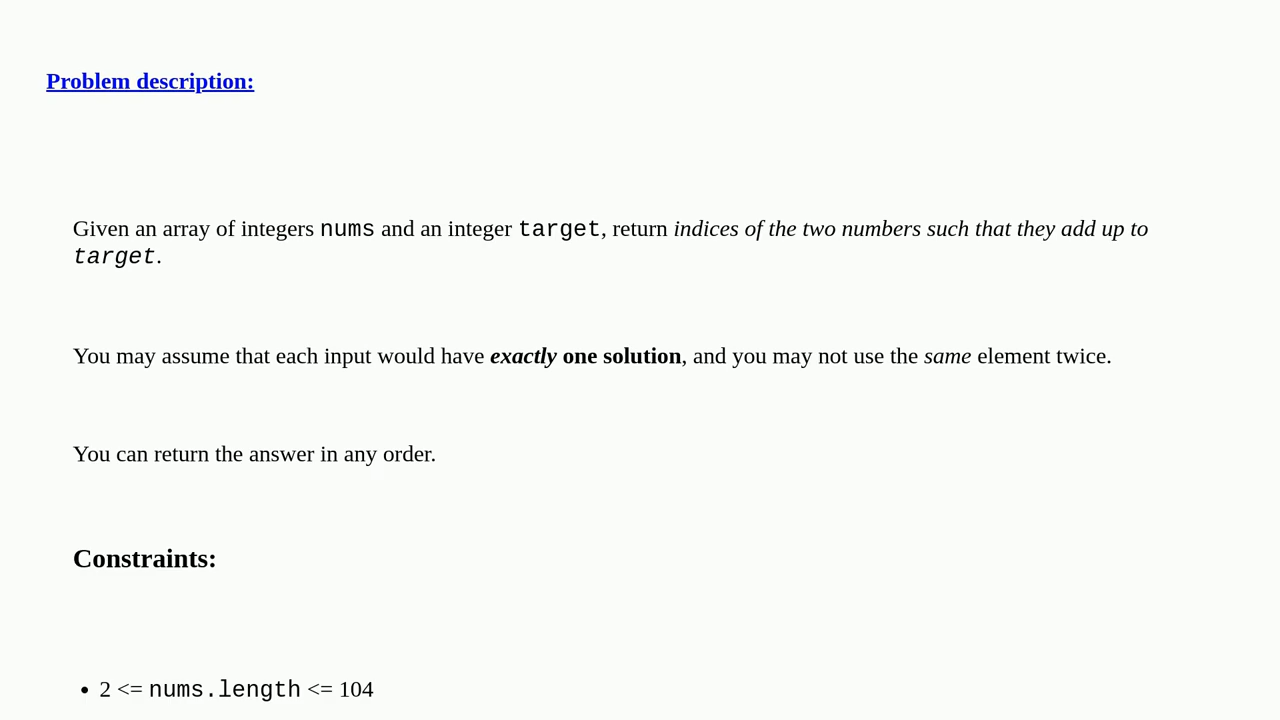 Problem description:
Given an array of integers nums and an integer target, return indices of the two numbers such that they add up to
target.
You may assume that each input would have exactly one solution, and you may not use the same element twice.
You can return the answer in any order.
Constraints:
• 2 <= nums.length <= 104